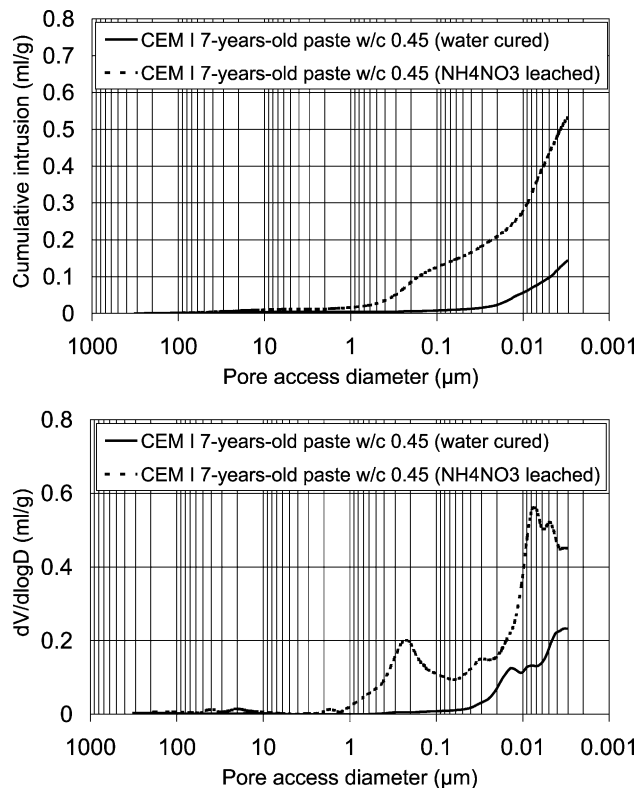 0.8
CEM I 7-years-old paste w/c 0.45 (water cured)
0.7
CEM I 7-years-old paste w/c 0.45 (NH4NO3 leached)
0.6
0.5
0.4
0.3
0.2
0.1
0
Cumulative intrusion (ml/g)
1000 100 10 1 0.1 0.01 0.001
Pore access diameter (µm)
0.8
CEM I 7-years-old paste w/c 0.45 (water cured)
CEM I 7-years-old paste w/c 0.45 (NH4NO3 leached)
0.6
0.4
0.2
0
dV/dlogD (ml/g)
1000 100 10 1 0.1 0.01 0.001
Pore access diameter (µm)